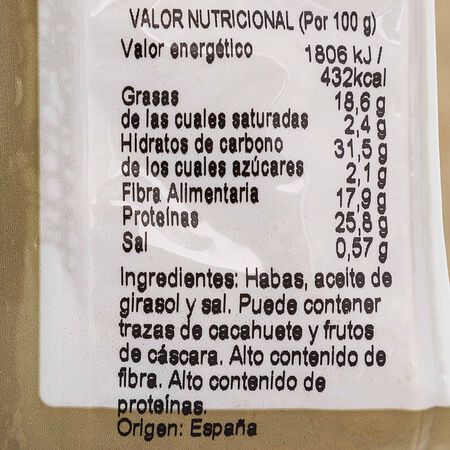 VALOR NUTRICIONAL (Por 100 g)
Valor energético 1806 kJ /
432kcal
Grasas 18,6 g
de las cuales saturadas 2,4 g
Hidratos de carbono 31,5 g
de los cuales azúcares 2,1 g
Fibra Alimentaria 17,9 g
Proteínas 25,8 g
Sal 0,57 g
Ingredientes: Habas, aceite de
girasol y sal. Puede contener
trazas de cacahuete y frutos
de cáscara. Alto contenido de
fibra. Alto contenido de
proteínas.
Origen: España